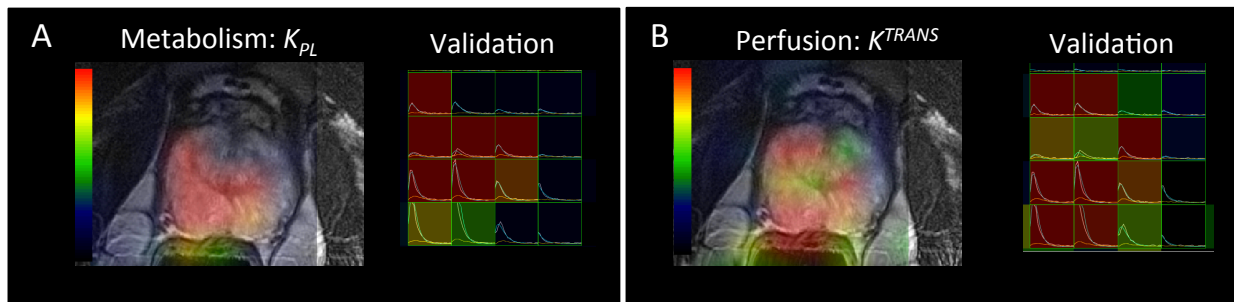 A
Metabolism: K_PL
Validation
B
Perfusion: K^TRANS
Validation